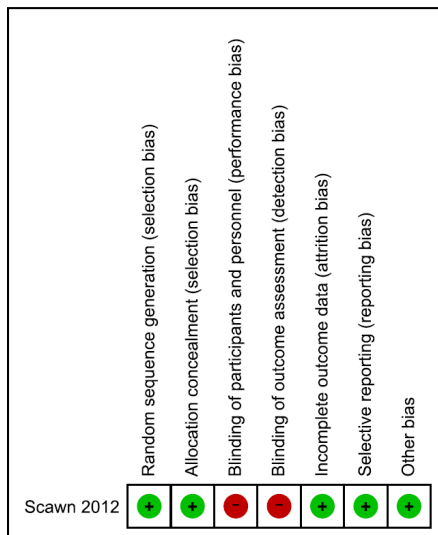 Random sequence generation (selection bias)
Allocation concealment (selection bias)
Blinding of participants and personnel (performance bias)
Blinding of outcome assessment (detection bias)
Incomplete outcome data (attrition bias)
Selective reporting (reporting bias)
Other bias
Scawn 2012 + + - - + + +